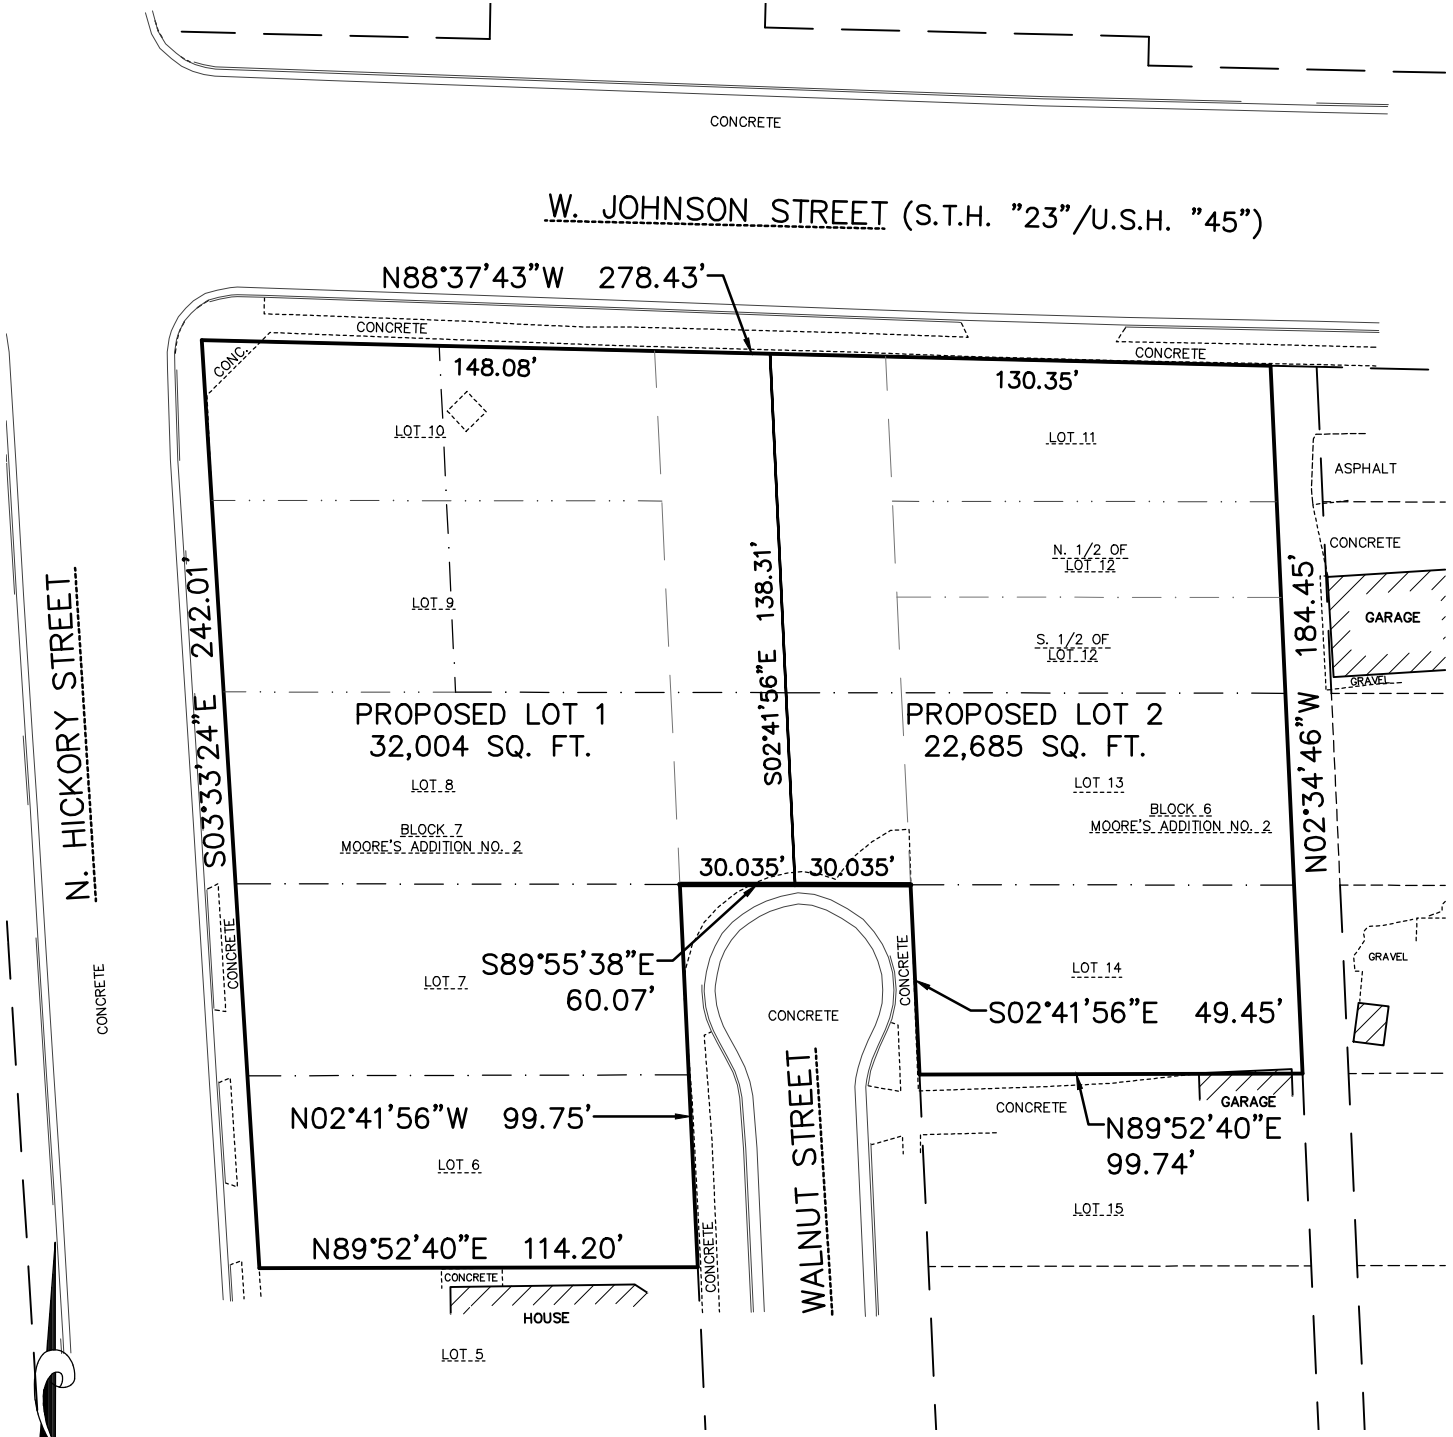 CONCRETE
W. JOHNSON STREET (S.T.H. "23"/U.S.H. "45")
N88°37'43"W 278.43'
CONCRETE
CONCRETE
CONC.
148.08'
130.35'
LOT 10
LOT 11
ASPHALT
N. 1/2 OF
LOT 12
CONCRETE
LOT 9
GARAGE
S. 1/2 OF
LOT 12
GRAVEL
S03°33'24"E 242.01'
S02°41'56"E 138.31'
N02°34'46"W 184.45'
N. HICKORY STREET
PROPOSED LOT 1
32,004 SQ. FT.
PROPOSED LOT 2
22,685 SQ. FT.
LOT 8
LOT 13
BLOCK 7
MOORE'S ADDITION NO. 2
BLOCK 6
MOORE'S ADDITION NO. 2
30.035'
30.035'
CONCRETE
CONCRETE
CONCRETE
S89°55'38"E
60.07'
LOT 7
LOT 14
GRAVEL
CONCRETE
S02°41'56"E 49.45'
WALNUT STREET
N02°41'56"W 99.75'
CONCRETE
GARAGE
N89°52'40"E
99.74'
LOT 6
LOT 15
N89°52'40"E 114.20'
CONCRETE
CONCRETE
HOUSE
LOT 5